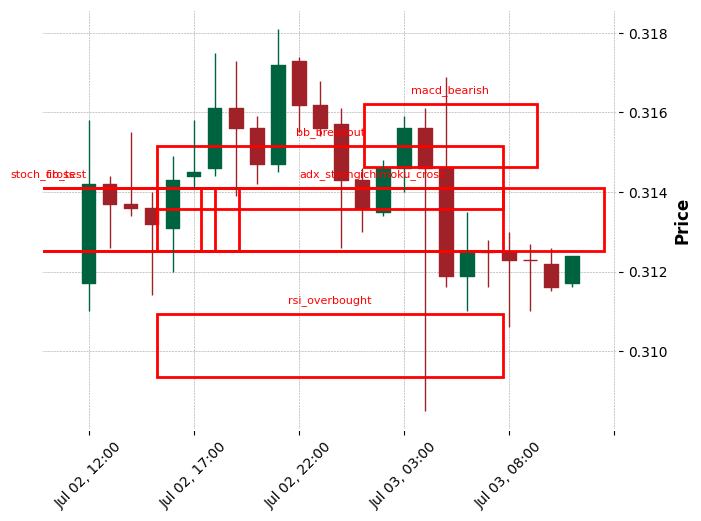 0.318
macd_bearish
0.316
bb_breakout
0.314
adx_strong
0.312
rsi_overbought
0.310
Price
Jul 02, 12:00
Jul 02, 17:00
Jul 02, 22:00
Jul 03, 03:00
Jul 03, 08:00